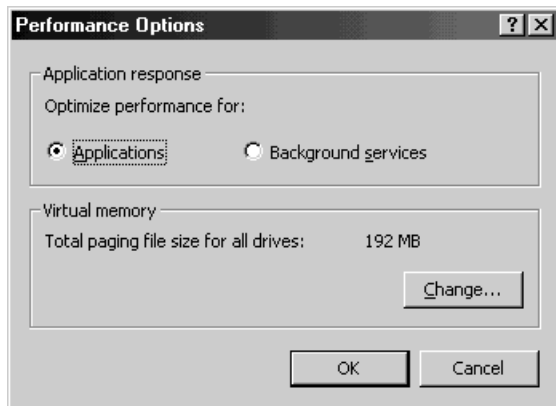 Performance Options
Application response
Optimize performance for:
Applications Background services
Virtual memory
Total paging file size for all drives: 192 MB
Change...
OK Cancel